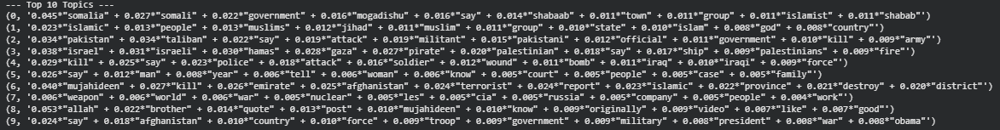 --- Top 10 Topics ---
(0, '0.045*"somalia" + 0.027*"somali" + 0.022*"government" + 0.016*"mogadishu" + 0.016*"say" + 0.014*"shabaab" + 0.011*"town" + 0.011*"group" + 0.011*"islamist" + 0.011*"shabab"')
(1, '0.023*"islamic" + 0.013*"people" + 0.013*"muslims" + 0.012*"jihad" + 0.011*"muslim" + 0.011*"group" + 0.010*"state" + 0.010*"islam" + 0.008*"god" + 0.008*"country"')
(2, '0.034*"pakistan" + 0.034*"taliban" + 0.022*"say" + 0.019*"attack" + 0.019*"militant" + 0.015*"pakistani" + 0.012*"official" + 0.011*"government" + 0.010*"kill" + 0.009*"army"')
(3, '0.038*"israel" + 0.031*"israeli" + 0.030*"hamas" + 0.028*"gaza" + 0.027*"pirate" + 0.020*"palestinian" + 0.018*"say" + 0.017*"ship" + 0.009*"palestinians" + 0.009*"fire"')
(4, '0.029*"kill" + 0.025*"say" + 0.023*"police" + 0.018*"attack" + 0.016*"soldier" + 0.012*"wound" + 0.011*"bomb" + 0.011*"iraq" + 0.010*"iraqi" + 0.009*"force"')
(5, '0.026*"say" + 0.012*"man" + 0.008*"year" + 0.006*"tell" + 0.006*"woman" + 0.006*"know" + 0.005*"court" + 0.005*"people" + 0.005*"case" + 0.005*"family"')
(6, '0.040*"mujahideen" + 0.027*"kill" + 0.026*"emirate" + 0.025*"afghanistan" + 0.024*"terrorist" + 0.024*"report" + 0.023*"islamic" + 0.022*"province" + 0.021*"destroy" + 0.020*"district"')
(7, '0.006*"weapon" + 0.006*"world" + 0.006*"war" + 0.005*"nuclear" + 0.005*"les" + 0.005*"cia" + 0.005*"russia" + 0.005*"company" + 0.005*"people" + 0.004*"work"')
(8, '0.053*"allah" + 0.022*"brother" + 0.014*"quote" + 0.013*"post" + 0.010*"mujahideen" + 0.010*"know" + 0.009*"originally" + 0.009*"video" + 0.007*"like" + 0.007*"good"')
(9, '0.024*"say" + 0.018*"afghanistan" + 0.010*"country" + 0.010*"force" + 0.009*"troop" + 0.009*"government" + 0.009*"military" + 0.008*"president" + 0.008*"war" + 0.008*"obama"')